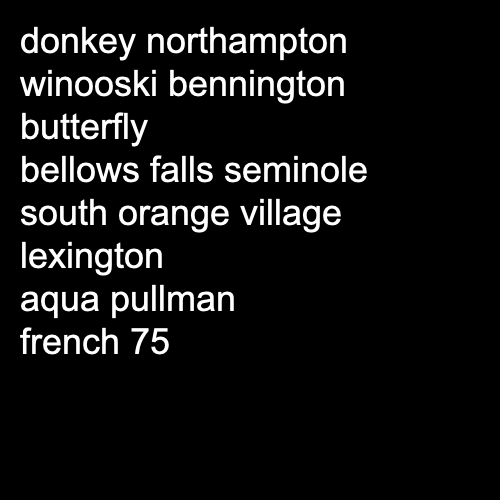 donkey northampton
winooski bennington
butterfly
bellows falls seminole
south orange village
lexington
aqua pullman
french 75